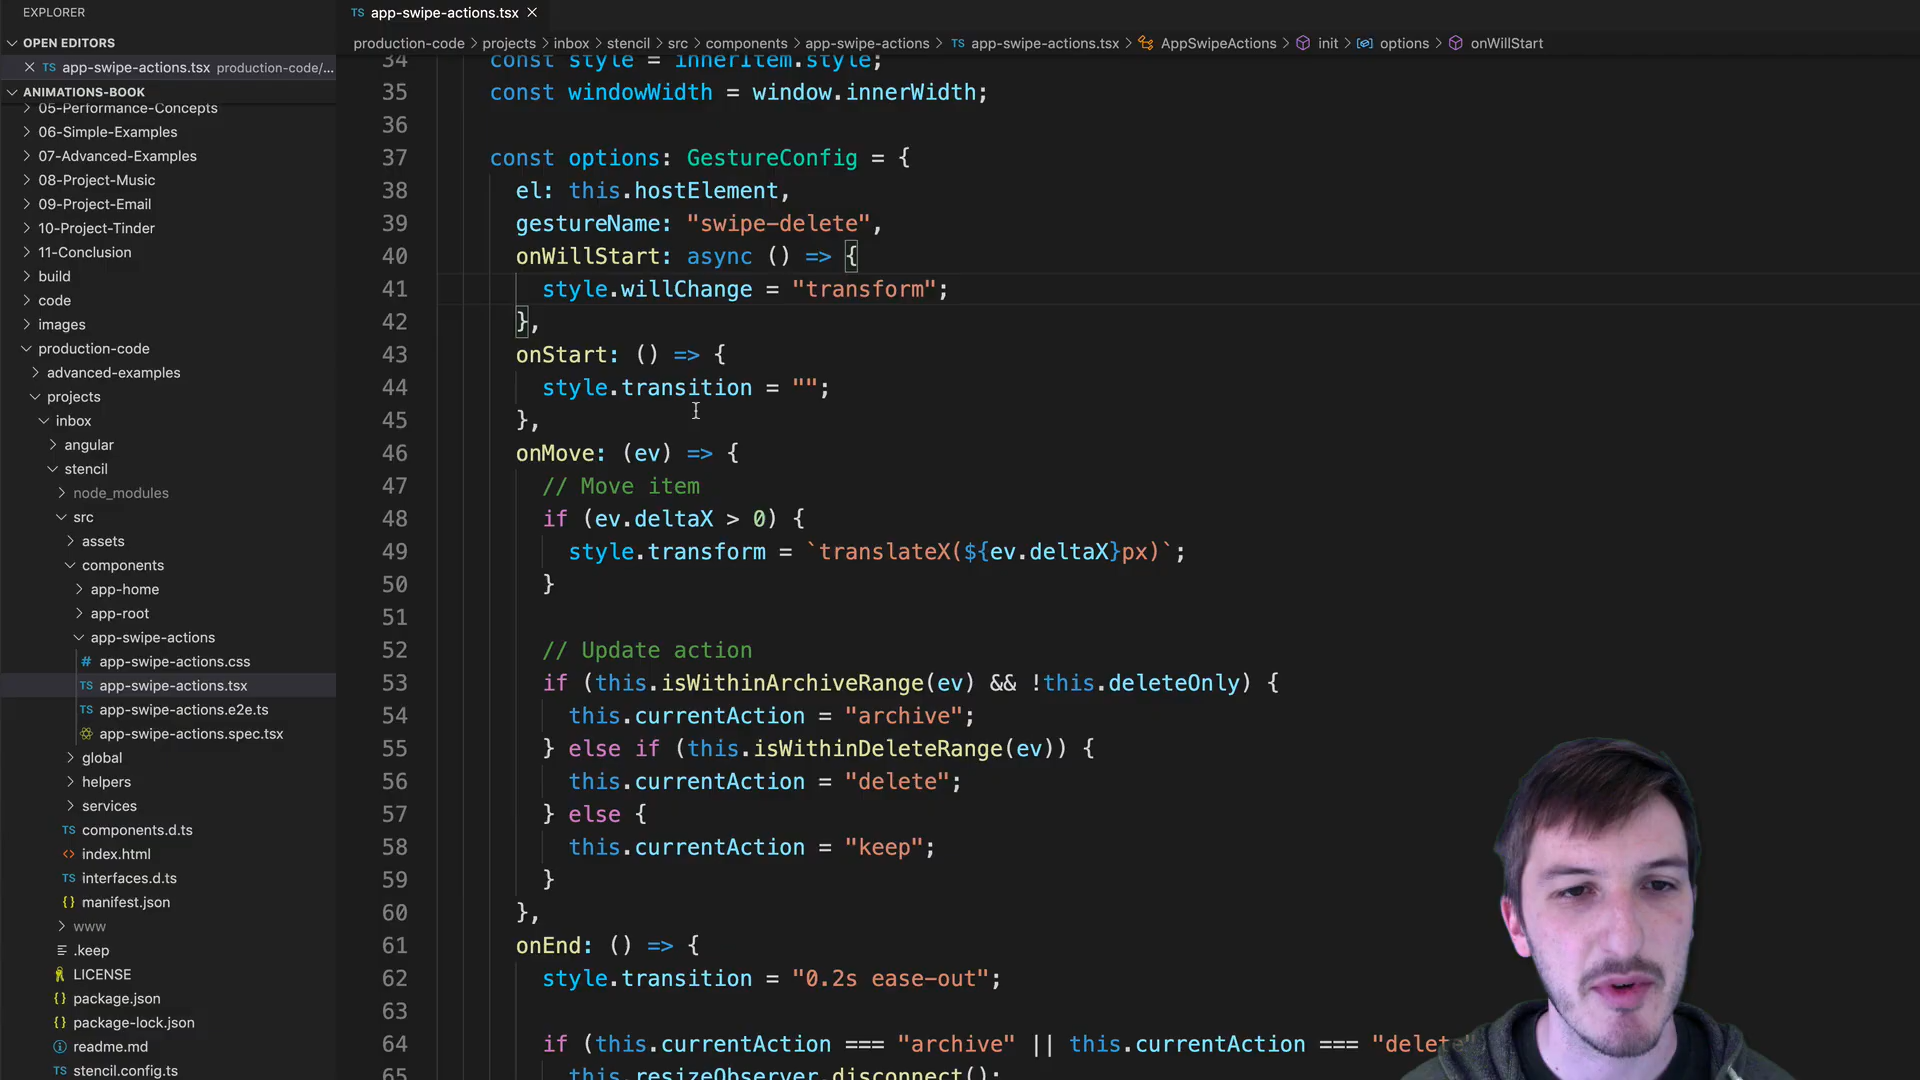 EXPLORER
OPEN EDITORS
TS app-swipe-actions.tsx production-code/...
ANIMATIONS-BOOK
05-Performance-Concepts
06-Simple-Examples
07-Advanced-Examples
08-Project-Music
09-Project-Email
10-Project-Tinder
11-Conclusion
build
code
images
production-code
advanced-examples
projects
inbox
angular
stencil
node_modules
src
assets
components
app-home
app-root
app-swipe-actions
# app-swipe-actions.css
TS app-swipe-actions.tsx
TS app-swipe-actions.e2e.ts
app-swipe-actions.spec.tsx
global
helpers
services
TS components.d.ts
<> index.html
TS interfaces.d.ts
{} manifest.json
www
.keep
LICENSE
{} package.json
{} package-lock.json
readme.md
TS stencil.config.ts
TS app-swipe-actions.tsx
production-code > projects > inbox > stencil > src > components > app-swipe-actions > TS app-swipe-actions.tsx > AppSwipeActions > init > options > onWillStart
34 const style = innerItem.style;
35 const windowWidth = window.innerWidth;
36
37 const options: GestureConfig = {
38 el: this.hostElement,
39 gestureName: "swipe-delete",
40 onWillStart: async () => {
41 style.willChange = "transform";
42 },
43 onStart: () => {
44 style.transition = "";
45 },
46 onMove: (ev) => {
47 // Move item
48 if (ev.deltaX > 0) {
49 style.transform = `translateX(${ev.deltaX}px)`;
50 }
51
52 // Update action
53 if (this.isWithinArchiveRange(ev) && !this.deleteOnly) {
54 this.currentAction = "archive";
55 } else if (this.isWithinDeleteRange(ev)) {
56 this.currentAction = "delete";
57 } else {
58 this.currentAction = "keep";
59 }
60 },
61 onEnd: () => {
62 style.transition = "0.2s ease-out";
63
64 if (this.currentAction === "archive" || this.currentAction === "delete"
65 this.resizeObserver.disconnect();